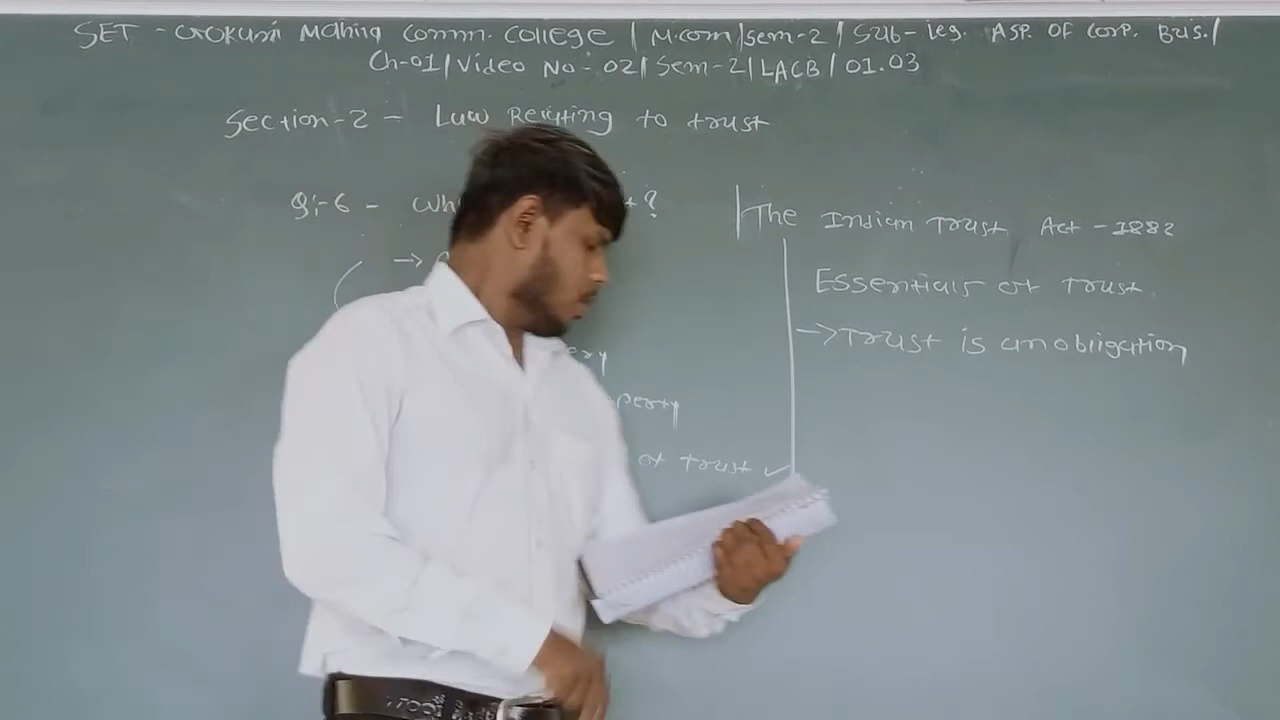 SET - Gokuri Mahila Comm. College | M.com | Sem-2 | Sub- Leg. Asp. Of Corp. Bus. |
Ch-01 | Video No:- 02 | Sem-2 | LACB | 01.03
Section-2 - Law Relating to trust
Q:-6 - Wh ?
The Indian Trust Act - 1882
Essentials of trust.
→ Trust is an obligation
of trust ✓